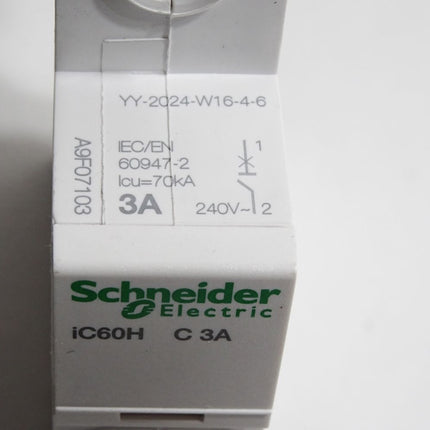 YY-2024-W16-4-6
A9F07103
IEC/EN
60947-2
Icu=70kA
3A
240V~
1
2
Schneider
Electric
iC60H C 3A